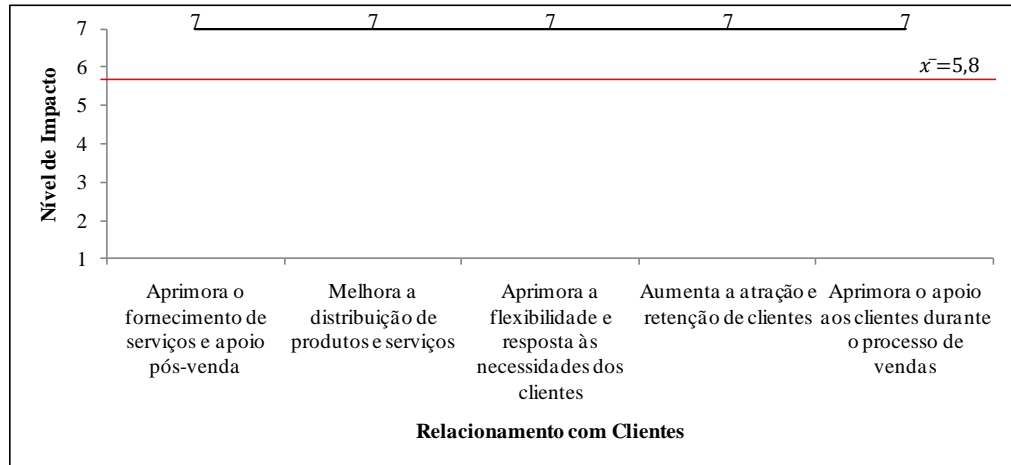 7 7 7 7 7
7
6
5
4
3
2
1
Nível de Impacto
x̄=5,8
Aprimora o
fornecimento de
serviços e apoio
pós-venda
Melhora a
distribuição de
produtos e serviços
Aprimora a
flexibilidade e
resposta às
necessidades dos
clientes
Aumenta a atração e
retenção de clientes
Aprimora o apoio
aos clientes durante
o processo de
vendas
Relacionamento com Clientes